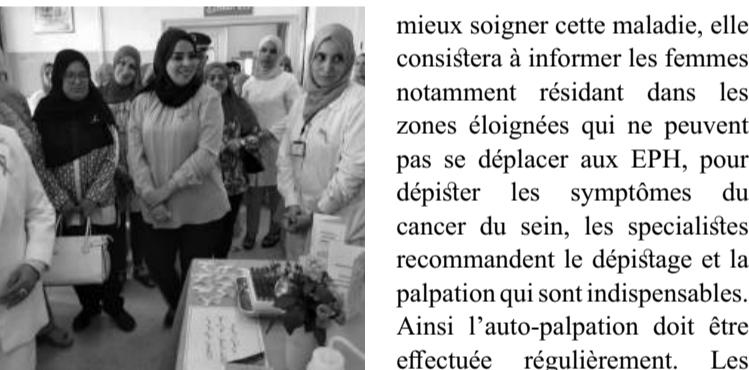 mieux soigner cette maladie, elle
consistera à informer les femmes
notamment résidant dans les
zones éloignées qui ne peuvent
pas se déplacer aux EPH, pour
dépister les symptômes du
cancer du sein, les specialistes
recommandent le dépistage et la
palpation qui sont indispensables.
Ainsi l’auto-palpation doit être
effectuée régulièrement. Les